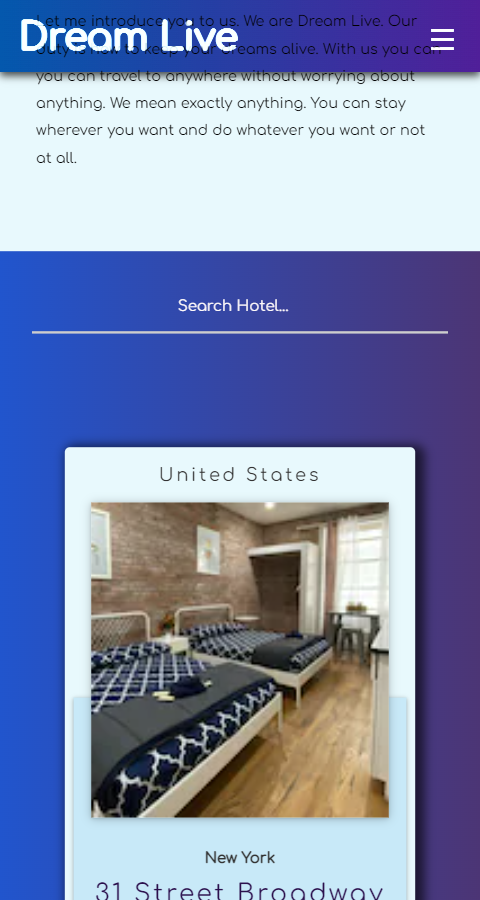 Let me introduce you to us. We are Dream Live. Our
Dream Live
duty is now to keep your dreams alive. With us you can
you can travel to anywhere without worrying about
anything. We mean exactly anything. You can stay
wherever you want and do whatever you want or not
at all.
Search Hotel...
United States
New York
31 Street Broadway